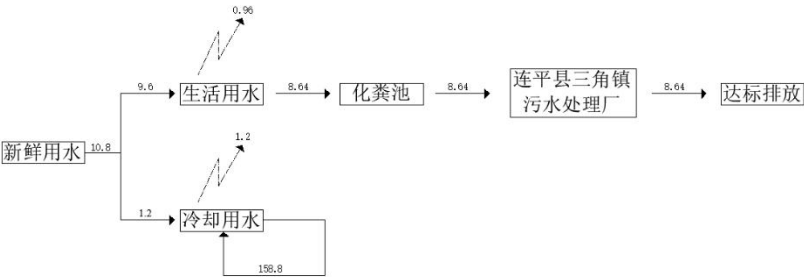 0.96
9.6
生活用水
8.64
化粪池
8.64
连平县三角镇
污水处理厂
8.64
达标排放
新鲜用水
10.8
1.2
1.2
冷却用水
158.8